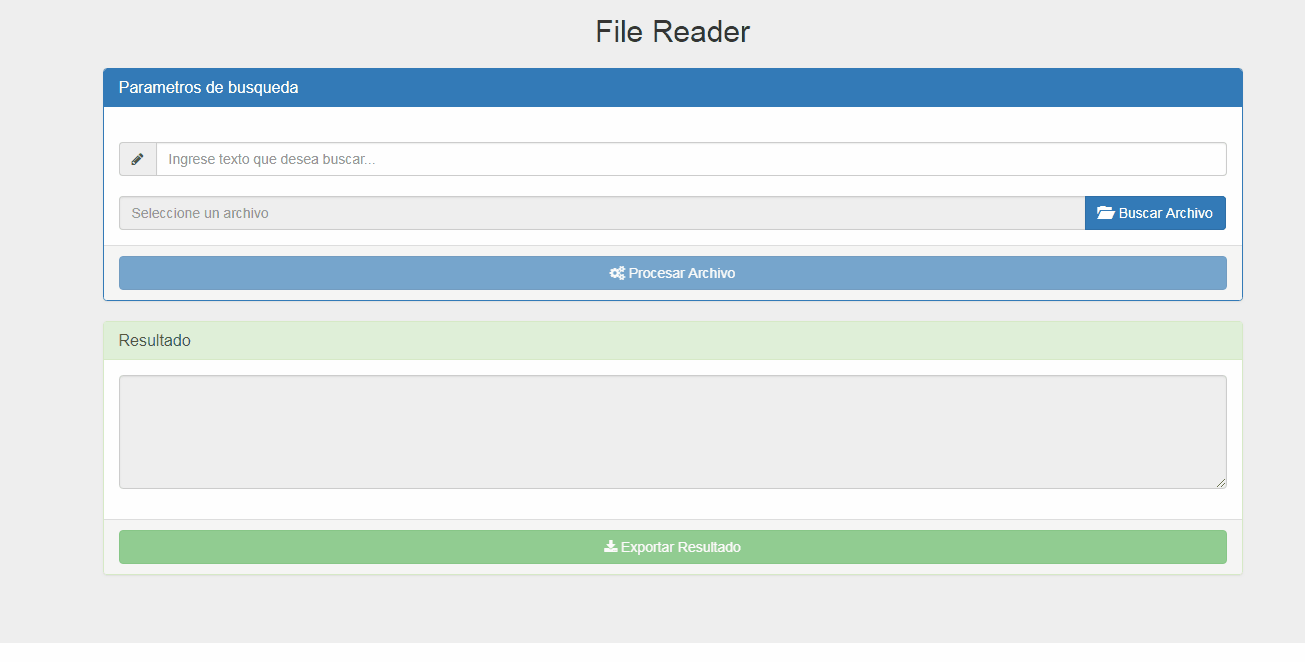 File Reader
Parametros de busqueda
Ingrese texto que desea buscar...
Seleccione un archivo
Buscar Archivo
Procesar Archivo
Resultado
Exportar Resultado